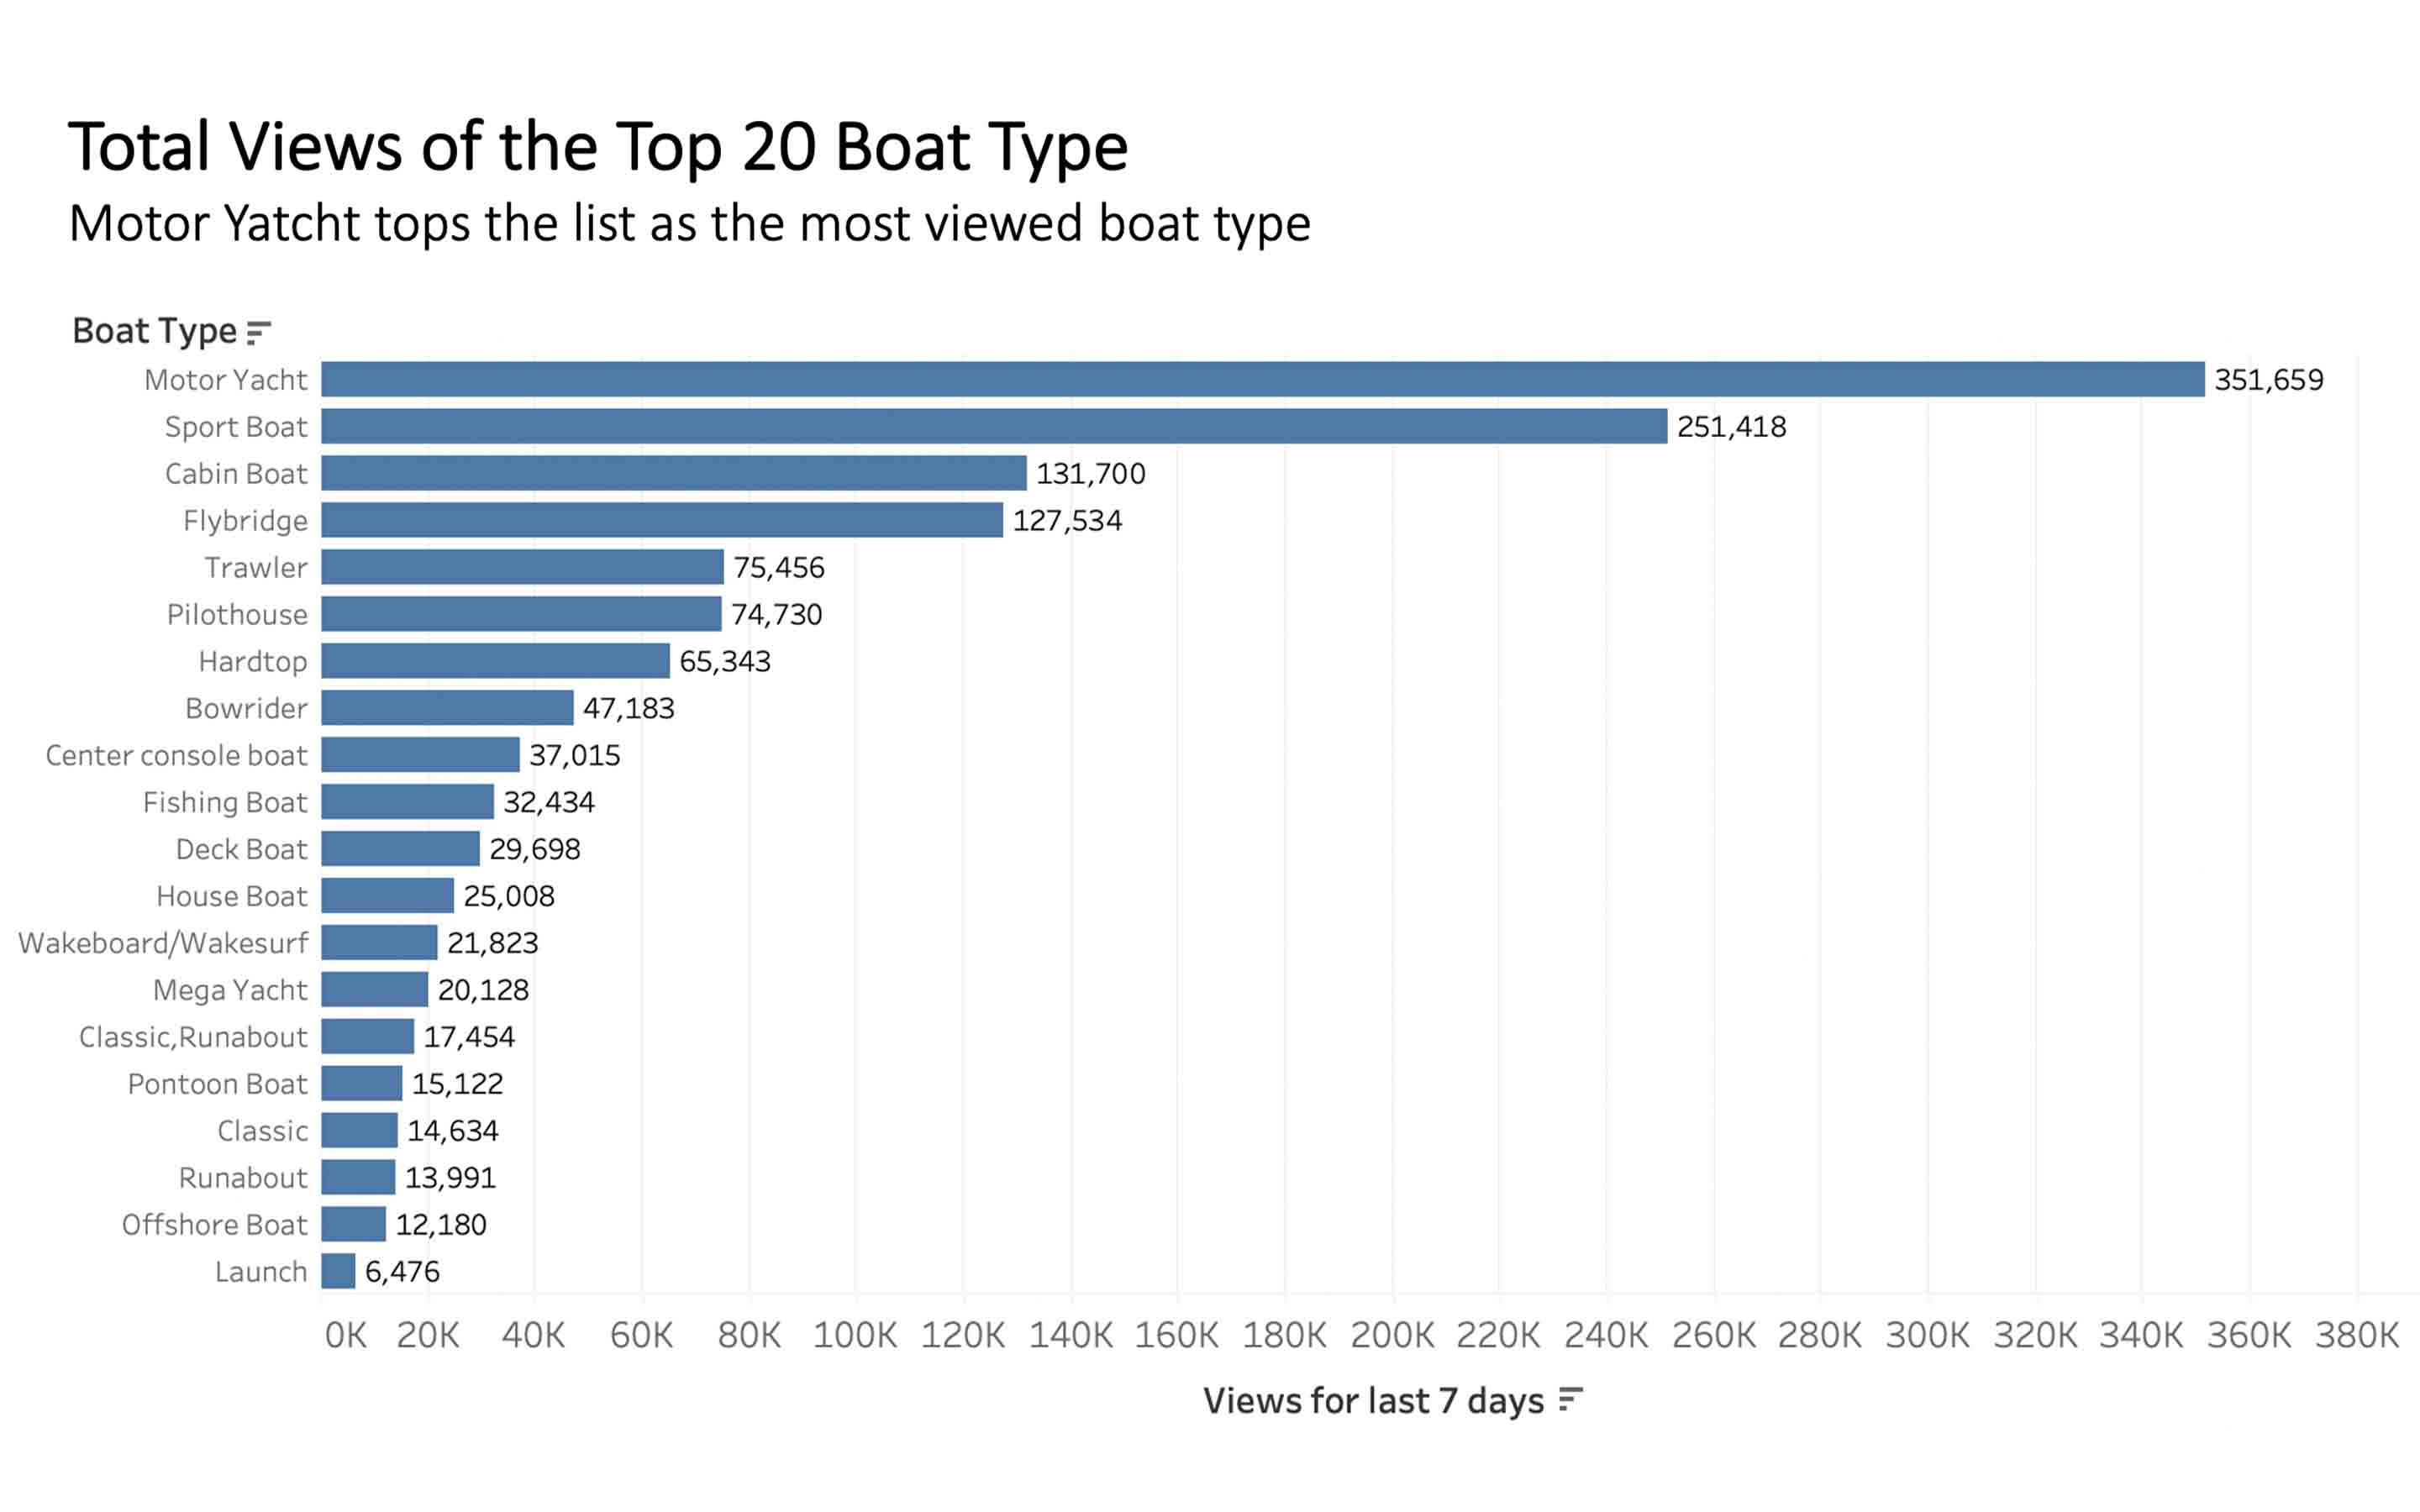 Total Views of the Top 20 Boat Type
Motor Yatcht tops the list as the most viewed boat type
Boat Type
Motor Yacht 351,659
Sport Boat 251,418
Cabin Boat 131,700
Flybridge 127,534
Trawler 75,456
Pilothouse 74,730
Hardtop 65,343
Bowrider 47,183
Center console boat 37,015
Fishing Boat 32,434
Deck Boat 29,698
House Boat 25,008
Wakeboard/Wakesurf 21,823
Mega Yacht 20,128
Classic,Runabout 17,454
Pontoon Boat 15,122
Classic 14,634
Runabout 13,991
Offshore Boat 12,180
Launch 6,476
0K 20K 40K 60K 80K 100K 120K 140K 160K 180K 200K 220K 240K 260K 280K 300K 320K 340K 360K 380K
Views for last 7 days